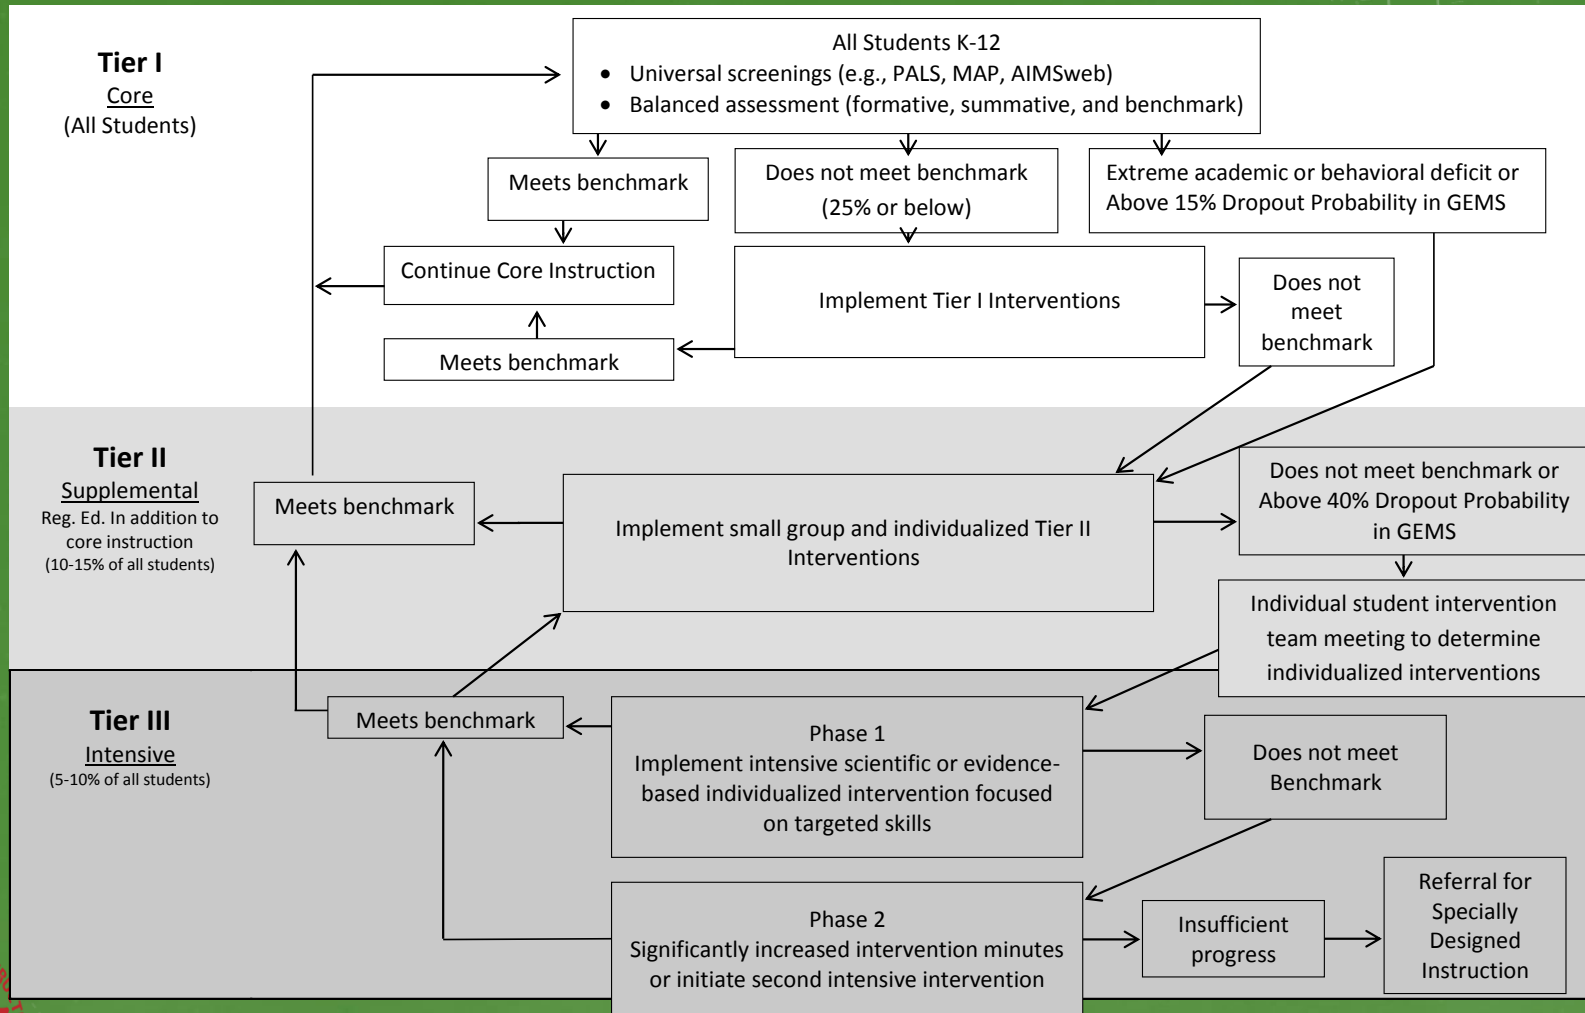 Tier I
Core
(All Students)
All Students K-12
• Universal screenings (e.g., PALS, MAP, AIMSweb)
• Balanced assessment (formative, summative, and benchmark)
Meets benchmark
Does not meet benchmark
(25% or below)
Extreme academic or behavioral deficit or
Above 15% Dropout Probability in GEMS
Continue Core Instruction
Implement Tier I Interventions
Does not
meet
benchmark
Meets benchmark
Tier II
Supplemental
Reg. Ed. In addition to
core instruction
(10-15% of all students)
Meets benchmark
Implement small group and individualized Tier II
Interventions
Does not meet benchmark or
Above 40% Dropout Probability
in GEMS
Individual student intervention
team meeting to determine
individualized interventions
Tier III
Intensive
(5-10% of all students)
Meets benchmark
Phase 1
Implement intensive scientific or evidence-
based individualized intervention focused
on targeted skills
Does not meet
Benchmark
Phase 2
Significantly increased intervention minutes
or initiate second intensive intervention
Insufficient
progress
Referral for
Specially
Designed
Instruction